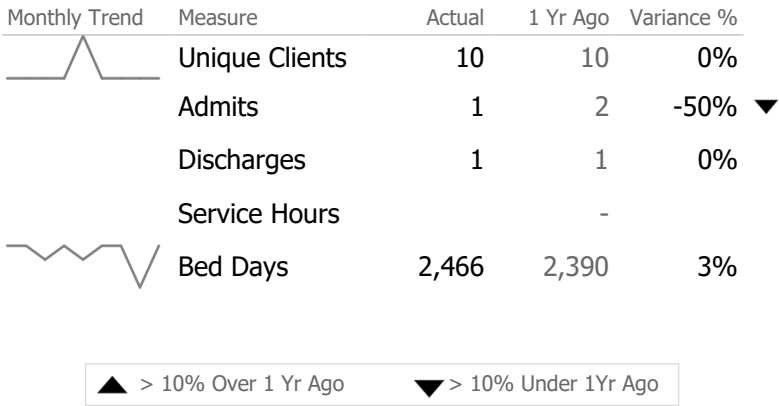 Monthly Trend Measure Actual 1 Yr Ago Variance %
Unique Clients 10 10 0%
Admits 1 2 -50% ▼
Discharges 1 1 0%
Service Hours -
Bed Days 2,466 2,390 3%
▲ > 10% Over 1 Yr Ago ▼ > 10% Under 1Yr Ago